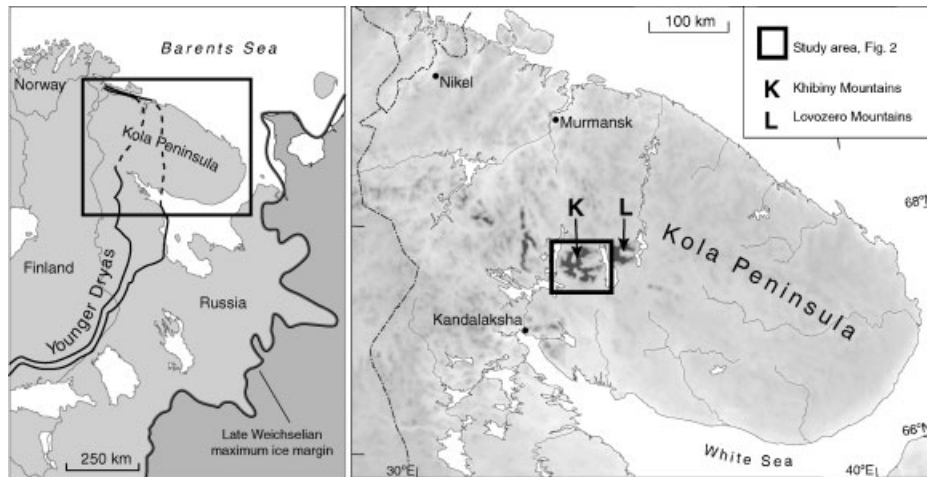 Barents Sea
Norway
Kola Peninsula
Finland
Younger Dryas
Russia
Late Weichselian
maximum ice margin
250 km
100 km
Study area, Fig. 2
K Khibiny Mountains
L Lovozero Mountains
Nikel
Murmansk
68°
K
L
Kola Peninsula
Kandalaksha
66°N
White Sea
30°E
40°E